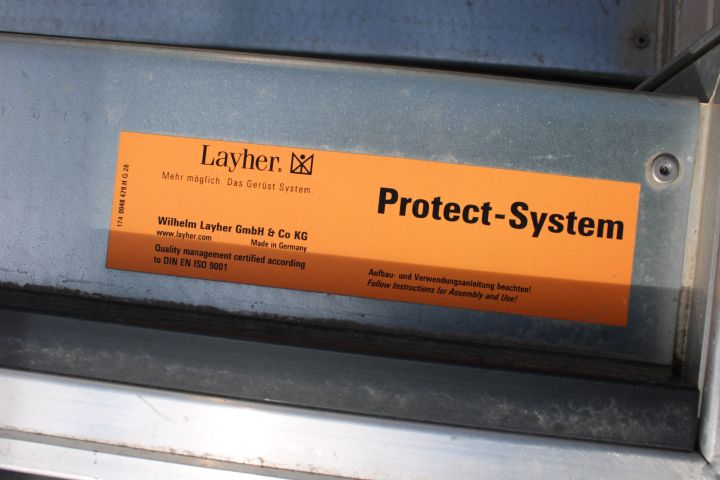 Layher®
Mehr möglich. Das Gerüst System.
Protect-System
Wilhelm Layher GmbH & Co KG
www.layher.com Made in Germany
Quality management certified according
to DIN EN ISO 9001
Aufbau- und Verwendungsanleitung beachten!
Follow Instructions for Assembly and Use!